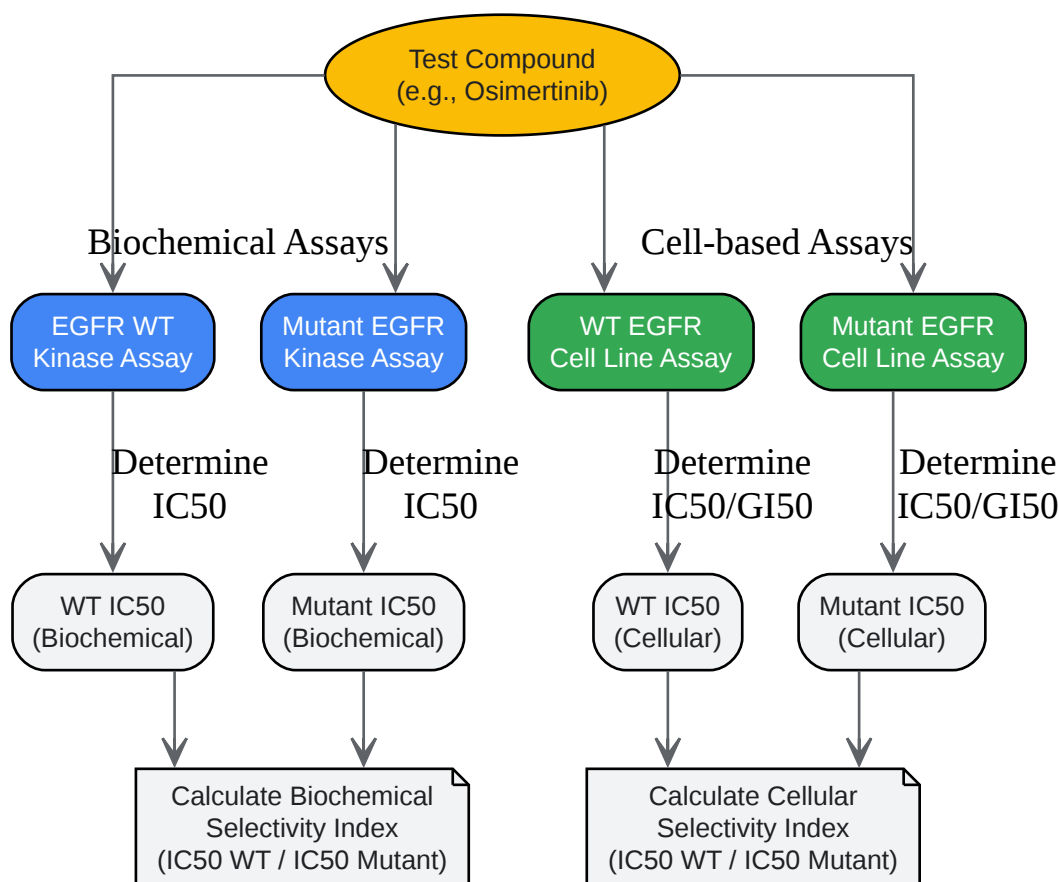 Test Compound
(e.g., Osimertinib)
Biochemical Assays
Cell-based Assays
EGFR WT
Kinase Assay
Mutant EGFR
Kinase Assay
WT EGFR
Cell Line Assay
Mutant EGFR
Cell Line Assay
Determine
IC50
Determine
IC50
Determine
IC50/GI50
Determine
IC50/GI50
WT IC50
(Biochemical)
Mutant IC50
(Biochemical)
WT IC50
(Cellular)
Mutant IC50
(Cellular)
Calculate Biochemical
Selectivity Index
(IC50 WT / IC50 Mutant)
Calculate Cellular
Selectivity Index
(IC50 WT / IC50 Mutant)